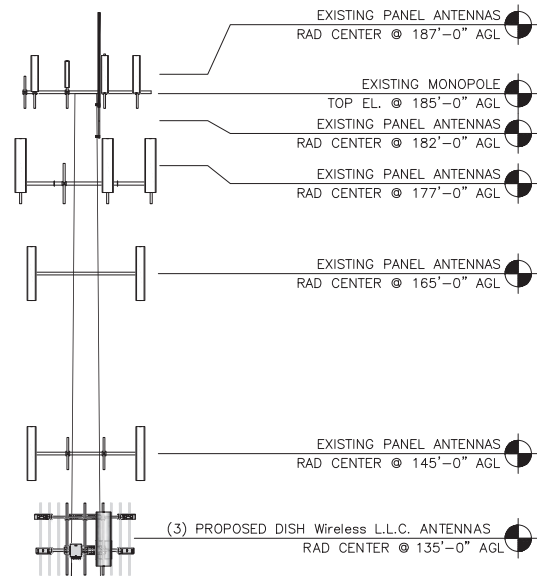 EXISTING PANEL ANTENNAS
RAD CENTER @ 187'-0" AGL
EXISTING MONOPOLE
TOP EL. @ 185'-0" AGL
EXISTING PANEL ANTENNAS
RAD CENTER @ 182'-0" AGL
EXISTING PANEL ANTENNAS
RAD CENTER @ 177'-0" AGL
EXISTING PANEL ANTENNAS
RAD CENTER @ 165'-0" AGL
EXISTING PANEL ANTENNAS
RAD CENTER @ 145'-0" AGL
(3) PROPOSED DISH Wireless L.L.C. ANTENNAS
RAD CENTER @ 135'-0" AGL